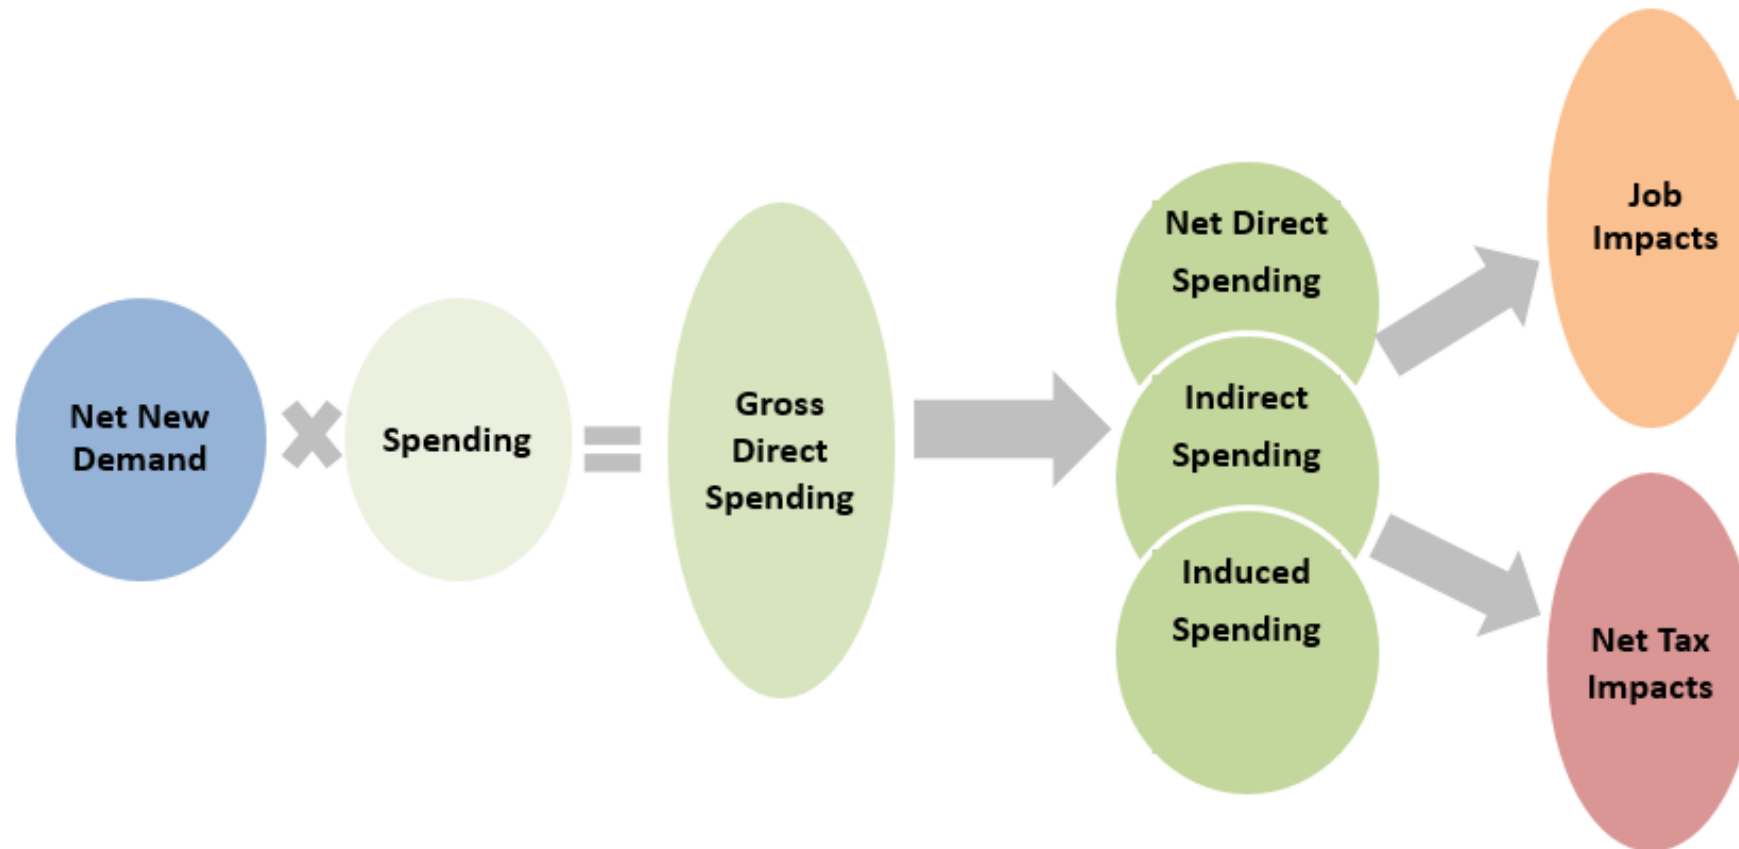 Net New
Demand
Spending
Gross
Direct
Spending
Net Direct
Spending
Indirect
Spending
Induced
Spending
Job
Impacts
Net Tax
Impacts